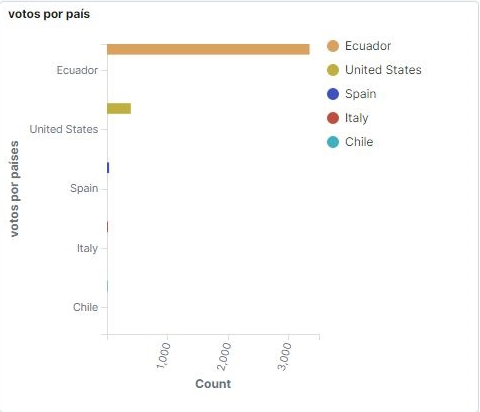 votos por país
Ecuador
United States
Spain
Italy
Chile
votos por países
Ecuador
United States
Spain
Italy
Chile
1,000
2,000
3,000
Count